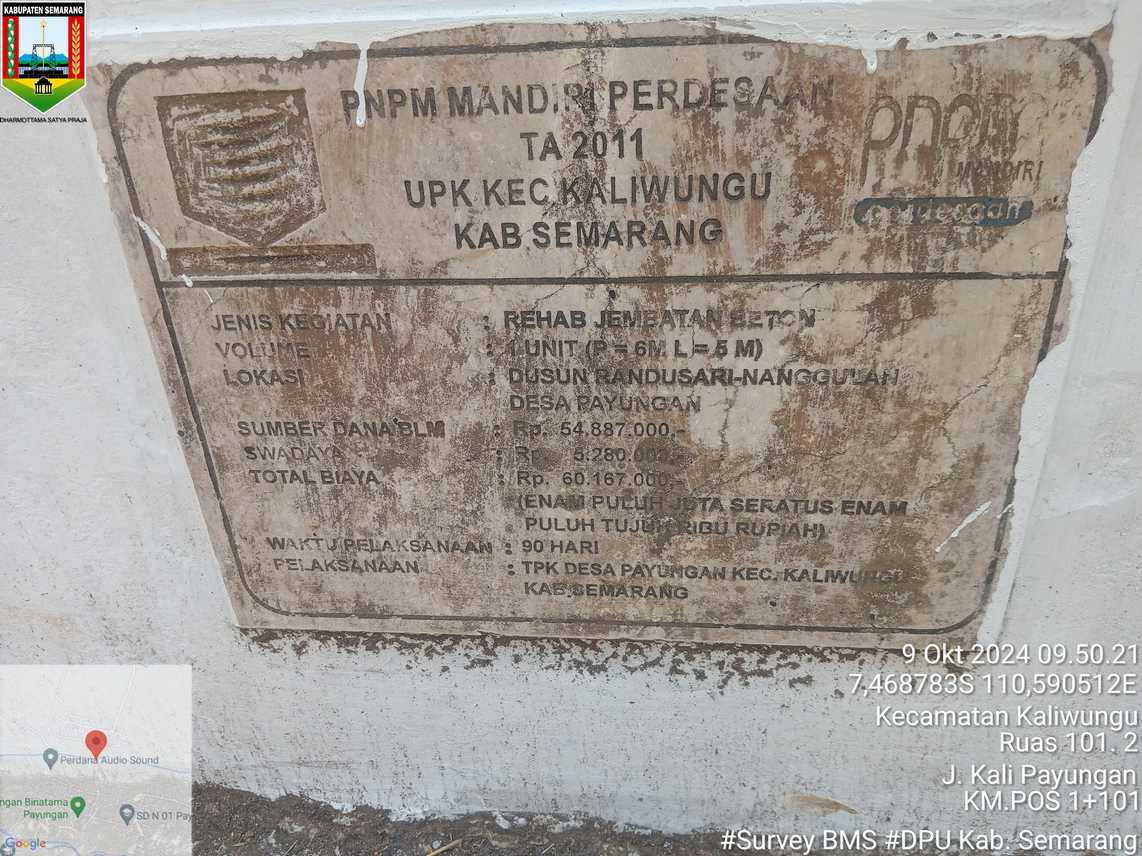 KABUPATEN SEMARANG
DHARMOTTAMA SATYA PRAJA
PNPM MANDIRI PERDESAAN
TA 2011
UPK KEC KALIWUNGU
KAB SEMARANG
PNPM
MANDIRI
perdesaan
JENIS KEGIATAN : REHAB JEMBATAN BETON
VOLUME : 1 UNIT (P = 6M L = 5 M)
LOKASI : DUSUN RANDUSARI-NANGGULAH
DESA PAYUNGAN
SUMBER DANA BLM : Rp. 54.887.000,-
SWADAYA : Rp. 5.280.000,-
TOTAL BIAYA : Rp. 60.167.000,-
(ENAM PULUH JUTA SERATUS ENAM
PULUH TUJUH RIBU RUPIAH)
WAKTU PELAKSANAAN : 90 HARI
PELAKSANAAN : TPK DESA PAYUNGAN KEC. KALIWUNGU
KAB SEMARANG
9 Okt 2024 09.50.21
7,468783S 110,590512E
Kecamatan Kaliwungu
Ruas 101. 2
J. Kali Payungan
KM.POS 1+101
#Survey BMS #DPU Kab. Semarang
Perdana Audio Sound
ngan Binatama
Payungan
SD N 01 Pay
Google